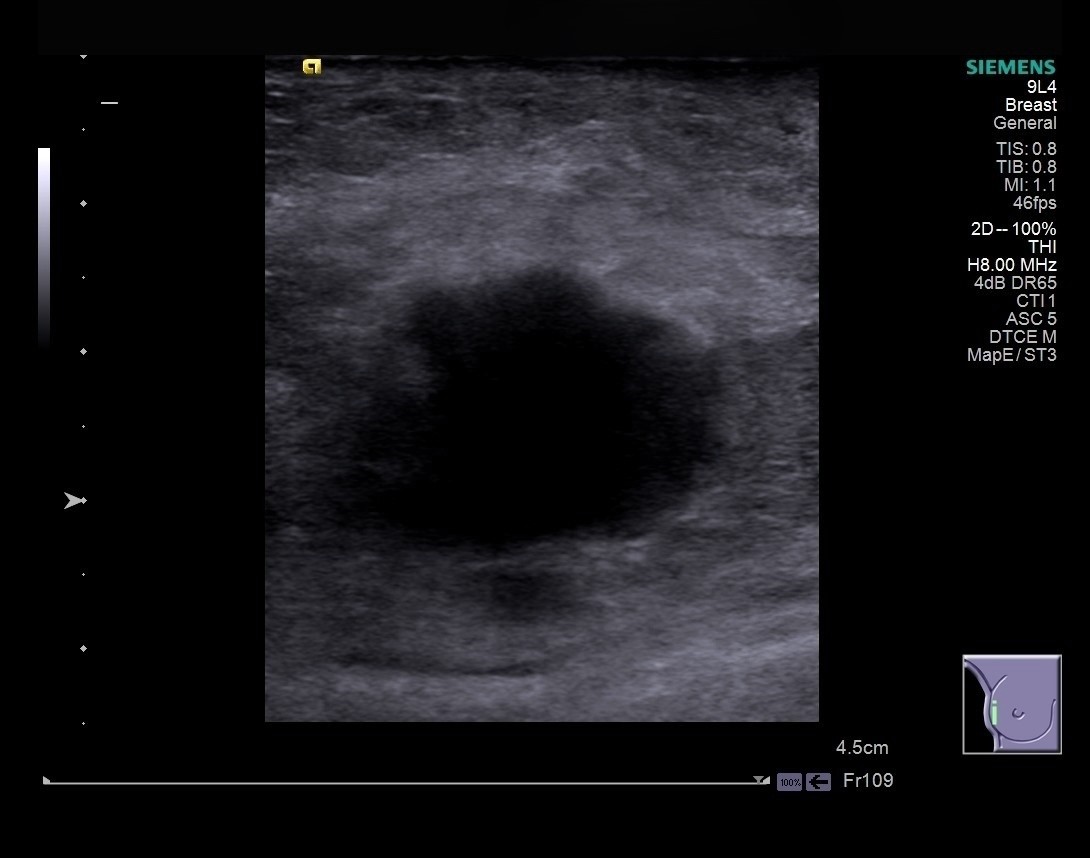 SIEMENS
9L4
Breast
General
TIS: 0.8
TIB: 0.8
MI: 1.1
46fps
2D--100%
THI
H8.00 MHz
4dB DR65
CTI 1
ASC 5
DTCE M
MapE / ST3
4.5cm
100%
Fr109